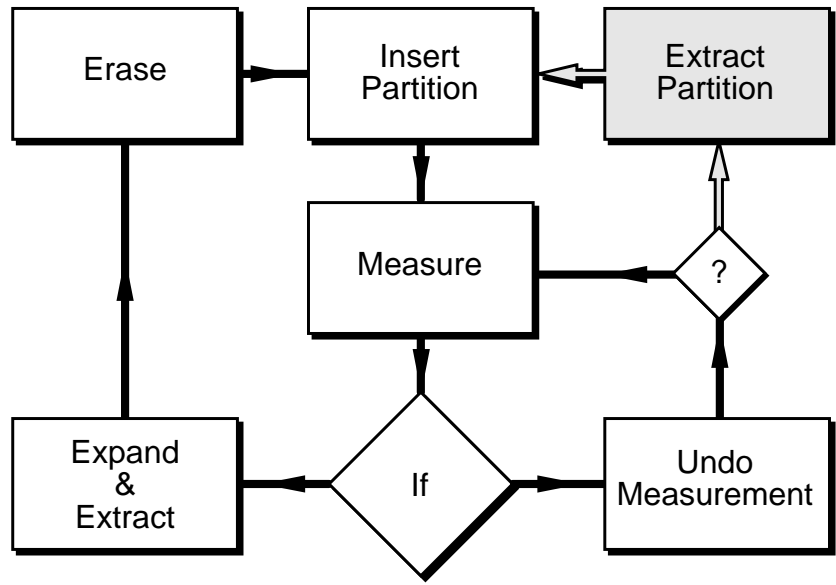 Erase
Insert
Partition
Extract
Partition
Measure
?
Expand
&
Extract
If
Undo
Measurement